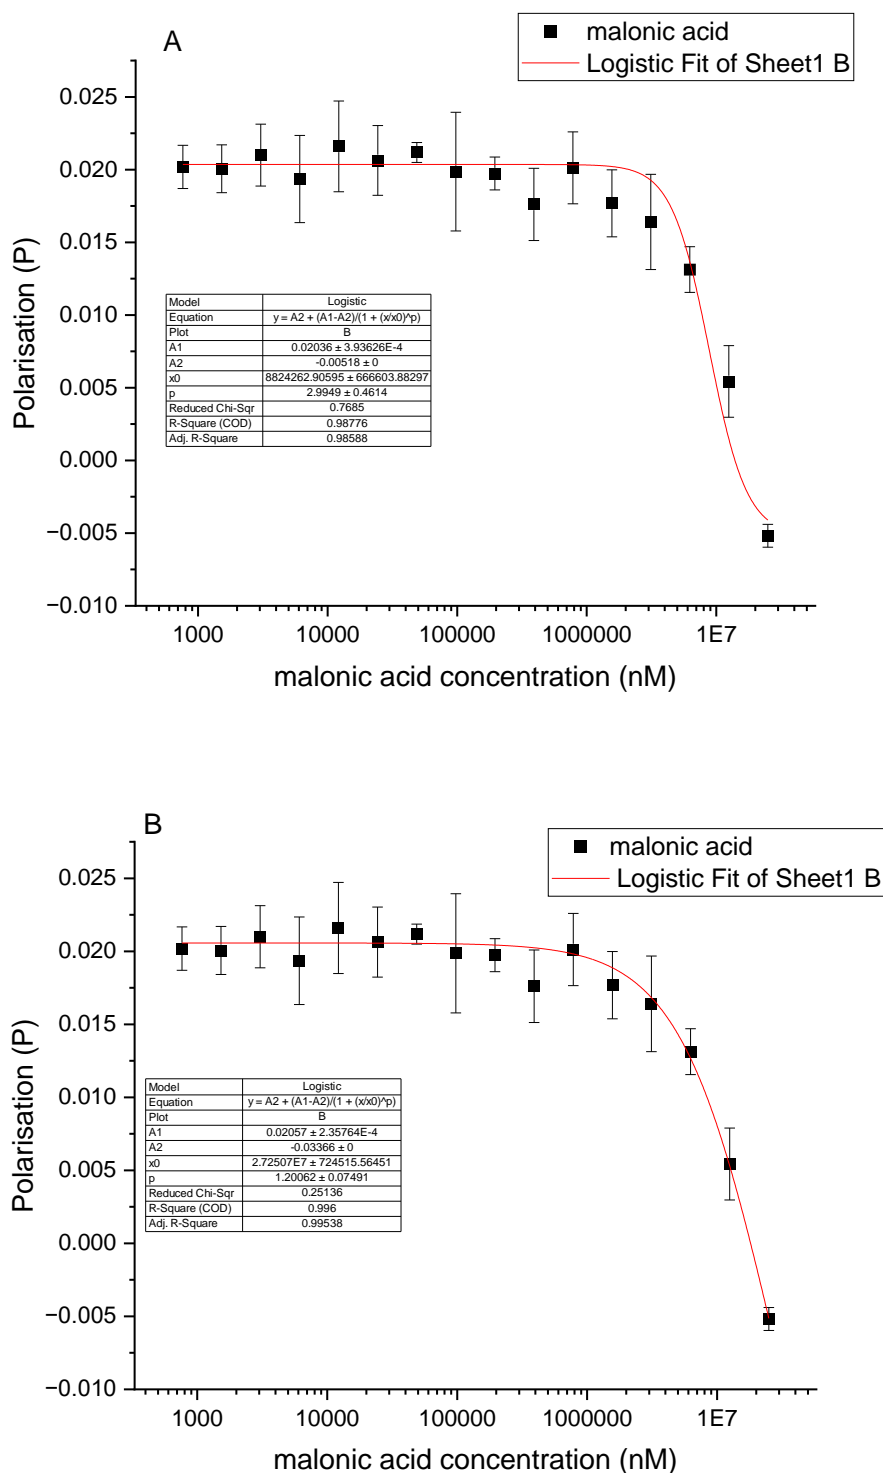 A
malonic acid
Logistic Fit of Sheet1 B
0.025
0.020
0.015
0.010
0.005
0.000
−0.005
−0.010
Polarisation (P)
Model Logistic
Equation y = A2 + (A1-A2)/(1 + (x/x0)^p)
Plot B
A1 0.02036 ± 3.93626E-4
A2 -0.00518 ± 0
x0 8824262.90595 ± 666603.88297
p 2.9949 ± 0.4614
Reduced Chi-Sqr 0.7685
R-Square (COD) 0.98776
Adj. R-Square 0.98588
1000 10000 100000 1000000 1E7
malonic acid concentration (nM)
B
malonic acid
Logistic Fit of Sheet1 B
0.025
0.020
0.015
0.010
0.005
0.000
−0.005
−0.010
Polarisation (P)
Model Logistic
Equation y = A2 + (A1-A2)/(1 + (x/x0)^p)
Plot B
A1 0.02057 ± 2.35764E-4
A2 -0.03366 ± 0
x0 2.72507E7 ± 724515.56451
p 1.20062 ± 0.07491
Reduced Chi-Sqr 0.25136
R-Square (COD) 0.996
Adj. R-Square 0.99538
1000 10000 100000 1000000 1E7
malonic acid concentration (nM)